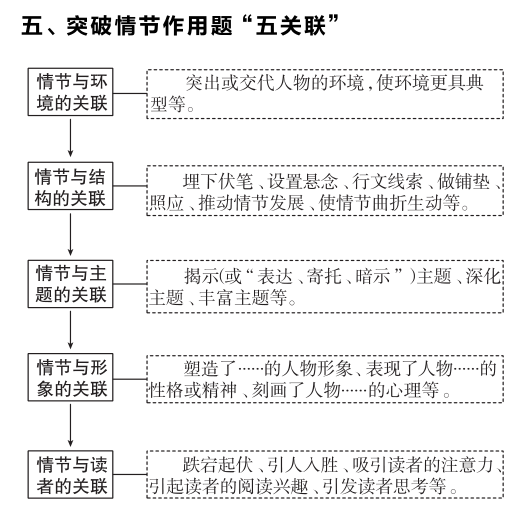 五、突破情节作用题“五关联”
情节与环
境的关联
突出或交代人物的环境,使环境更具典
型等。
情节与结
构的关联
埋下伏笔、设置悬念、行文线索、做铺垫、
照应、推动情节发展、使情节曲折生动等。
情节与主
题的关联
揭示(或“表达、寄托、暗示”)主题、深化
主题、丰富主题等。
情节与形
象的关联
塑造了……的人物形象、表现了人物……的
性格或精神、刻画了人物……的心理等。
情节与读
者的关联
跌宕起伏、引人入胜、吸引读者的注意力、
引起读者的阅读兴趣、引发读者思考等。